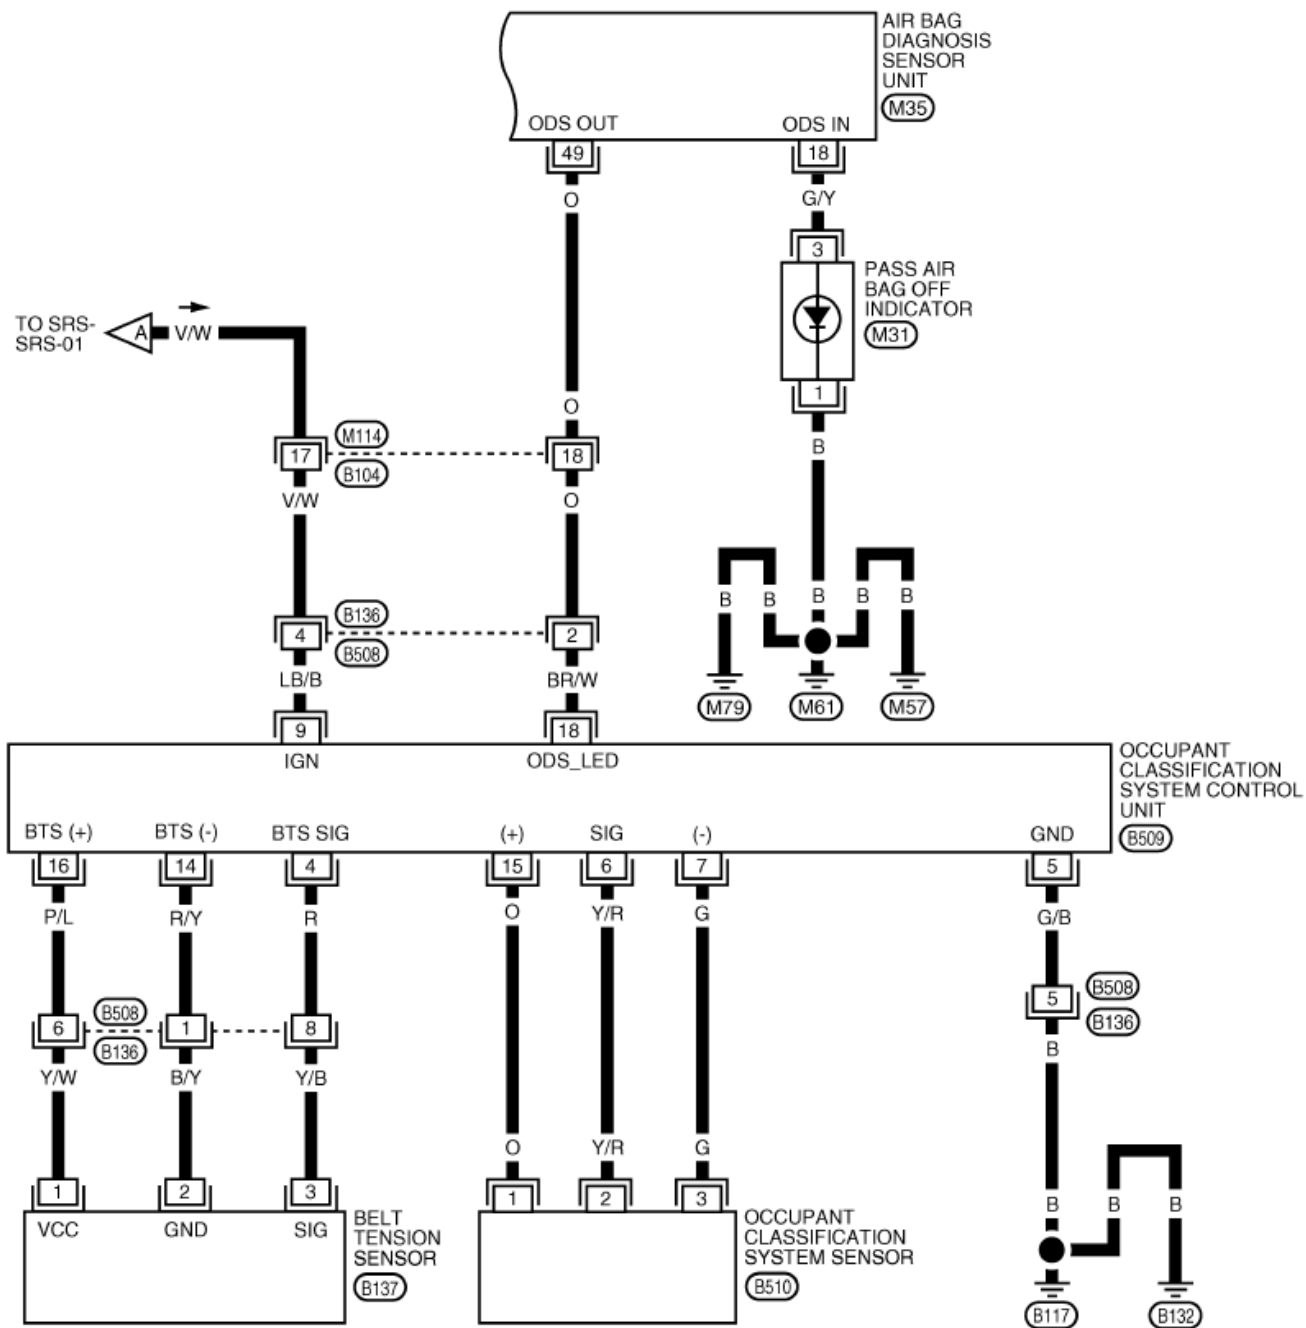 AIR BAG
DIAGNOSIS
SENSOR
UNIT
M35
ODS OUT ODS IN
49 18
O G/Y
3
PASS AIR
BAG OFF
INDICATOR
M31
TO SRS-
SRS-01
A V/W
1
O
M114
17 18
B104
B
V/W O
B136
4 2
B508
B B B B B
LB/B BR/W
M79 M61 M57
9 18
IGN ODS_LED
OCCUPANT
CLASSIFICATION
SYSTEM CONTROL
UNIT
B509
BTS (+) BTS (-) BTS SIG (+) SIG (-) GND
16 14 4 15 6 7 5
P/L R/Y R O Y/R G G/B
B508
5
B136
B508
6 1 8
B136
B
Y/W B/Y Y/B
O Y/R G
1 2 3 1 2 3
B B B
VCC GND SIG
BELT
TENSION
SENSOR
B137
OCCUPANT
CLASSIFICATION
SYSTEM SENSOR
B510
B117 B132